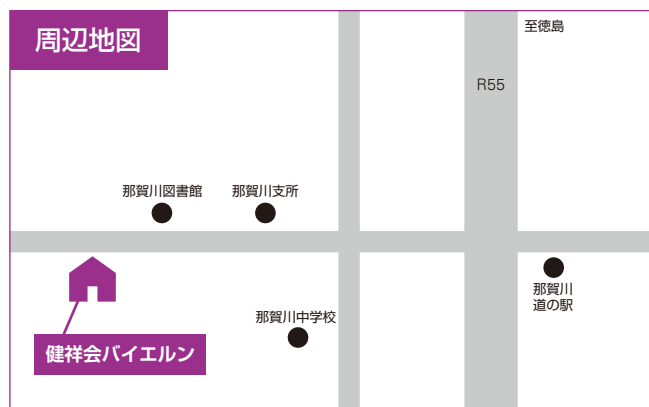 周辺地図
至徳島
R55
那賀川図書館
那賀川支所
那賀川
道の駅
那賀川中学校
健祥会バイエルン